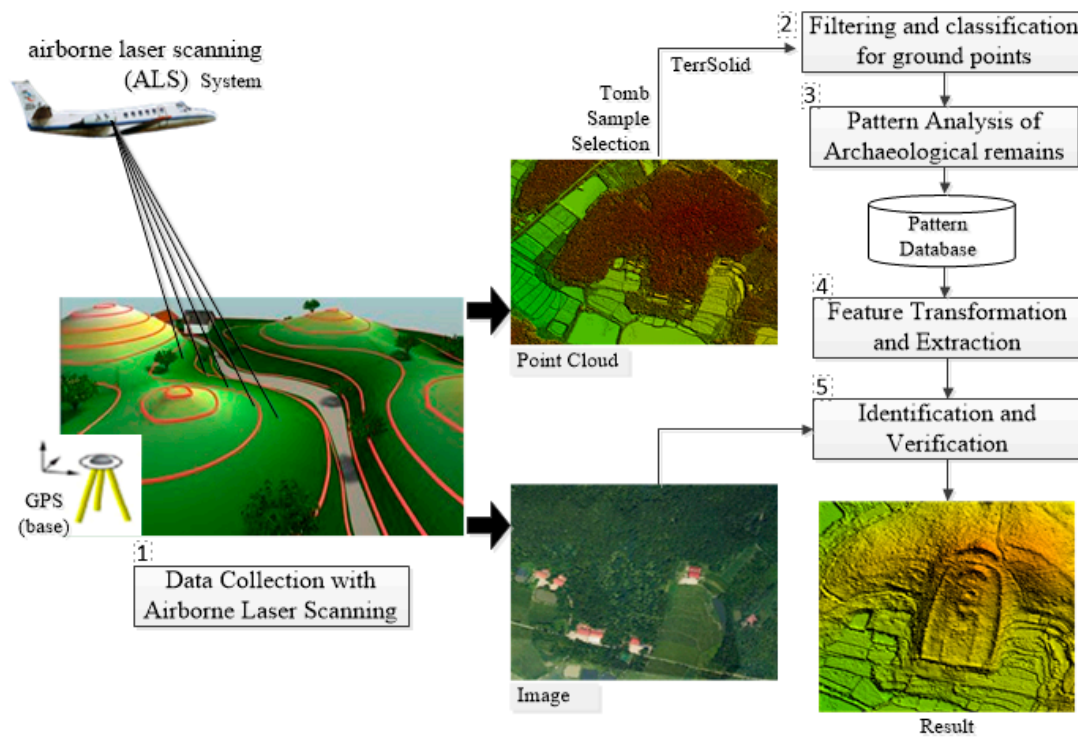 airborne laser scanning
(ALS) System
GPS
(base)
1
Data Collection with
Airborne Laser Scanning
Tomb
Sample
Selection
TerrSolid
Point Cloud
Image
2
Filtering and classification
for ground points
3
Pattern Analysis of
Archaeological remains
Pattern
Database
4
Feature Transformation
and Extraction
5
Identification and
Verification
Result